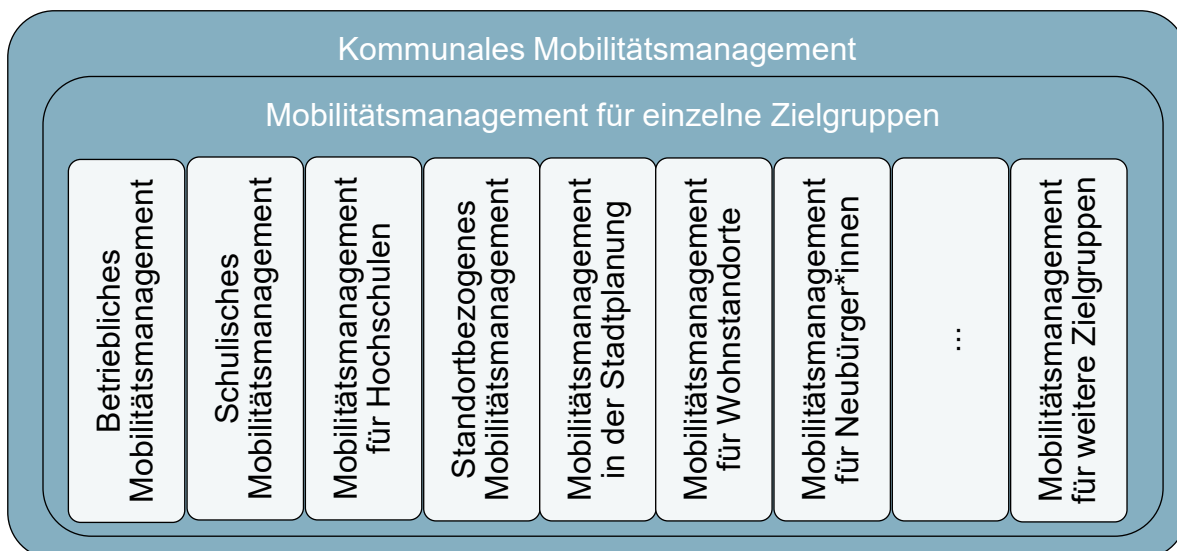 Kommunales Mobilitätsmanagement
Mobilitätsmanagement für einzelne Zielgruppen
Betriebliches
Mobilitätsmanagement
Schulisches
Mobilitätsmanagement
Mobilitätsmanagement
für Hochschulen
Standortbezogenes
Mobilitätsmanagement
Mobilitätsmanagement
in der Stadtplanung
Mobilitätsmanagement
für Wohnstandorte
Mobilitätsmanagement
für Neubürger*innen
...
Mobilitätsmanagement
für weitere Zielgruppen